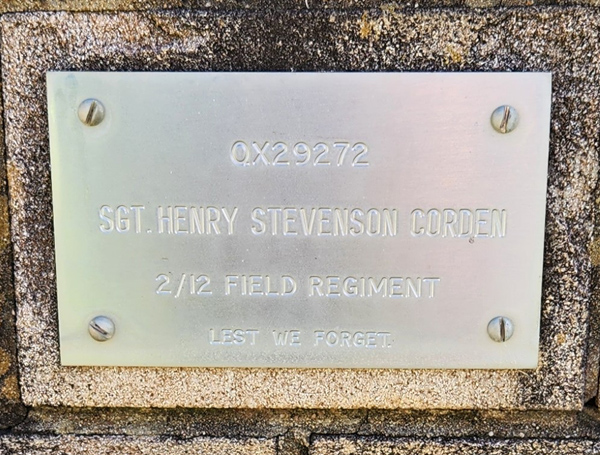 QX29272
SGT. HENRY STEVENSON CORDEN
2/12 FIELD REGIMENT
LEST WE FORGET.